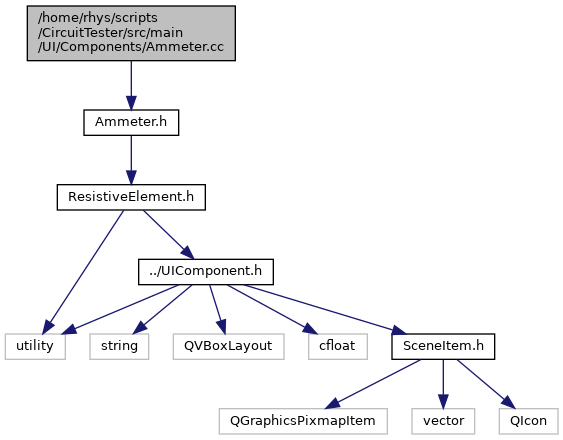 /home/rhys/scripts
/CircuitTester/src/main
/UI/Components/Ammeter.cc
Ammeter.h
ResistiveElement.h
../UIComponent.h
utility
string
QVBoxLayout
cfloat
SceneItem.h
QGraphicsPixmapItem
vector
QIcon